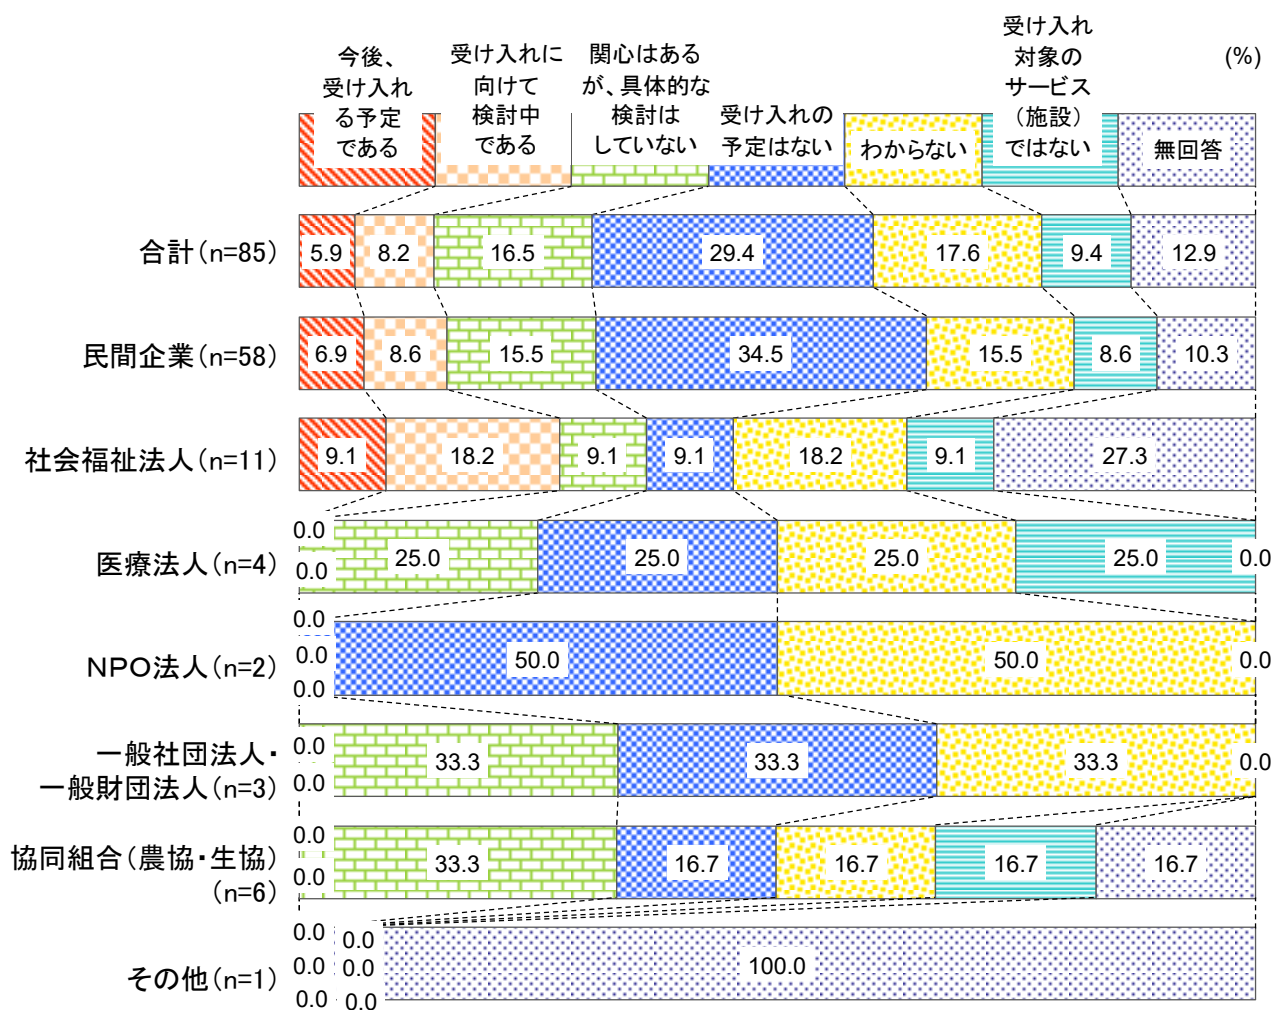 今後、
受け入れ
る予定
である
受け入れに
向けて
検討中
である
関心はある
が、具体的な
検討は
していない
受け入れの
予定はない
わからない
受け入れ
対象の
サービス
（施設）
ではない
無回答
(%)
合計（n=85）
5.9 8.2 16.5 29.4 17.6 9.4 12.9
民間企業（n=58）
6.9 8.6 15.5 34.5 15.5 8.6 10.3
社会福祉法人（n=11）
9.1 18.2 9.1 9.1 18.2 9.1 27.3
医療法人（n=4）
0.0
0.0 25.0 25.0 25.0 25.0 0.0
NPO法人（n=2）
0.0
0.0 50.0 50.0 0.0
0.0
一般社団法人・
一般財団法人（n=3）
0.0
0.0 33.3 33.3 33.3 0.0
協同組合（農協・生協）
（n=6）
0.0
0.0 33.3 16.7 16.7 16.7 16.7
その他（n=1）
0.0 0.0
0.0 0.0 100.0
0.0 0.0